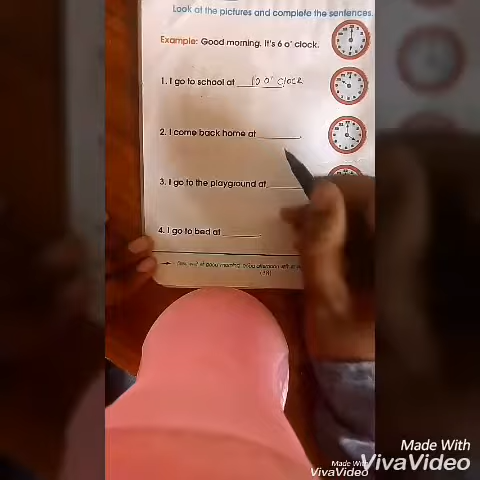 Look at the pictures and complete the sentences.
Example: Good morning. It's 6 o' clock.
1. I go to school at 10 o' clock
2. I come back home at
3. I go to the playground at
4. I go to bed at
Made With
VivaVideo
Made With
VivaVideo